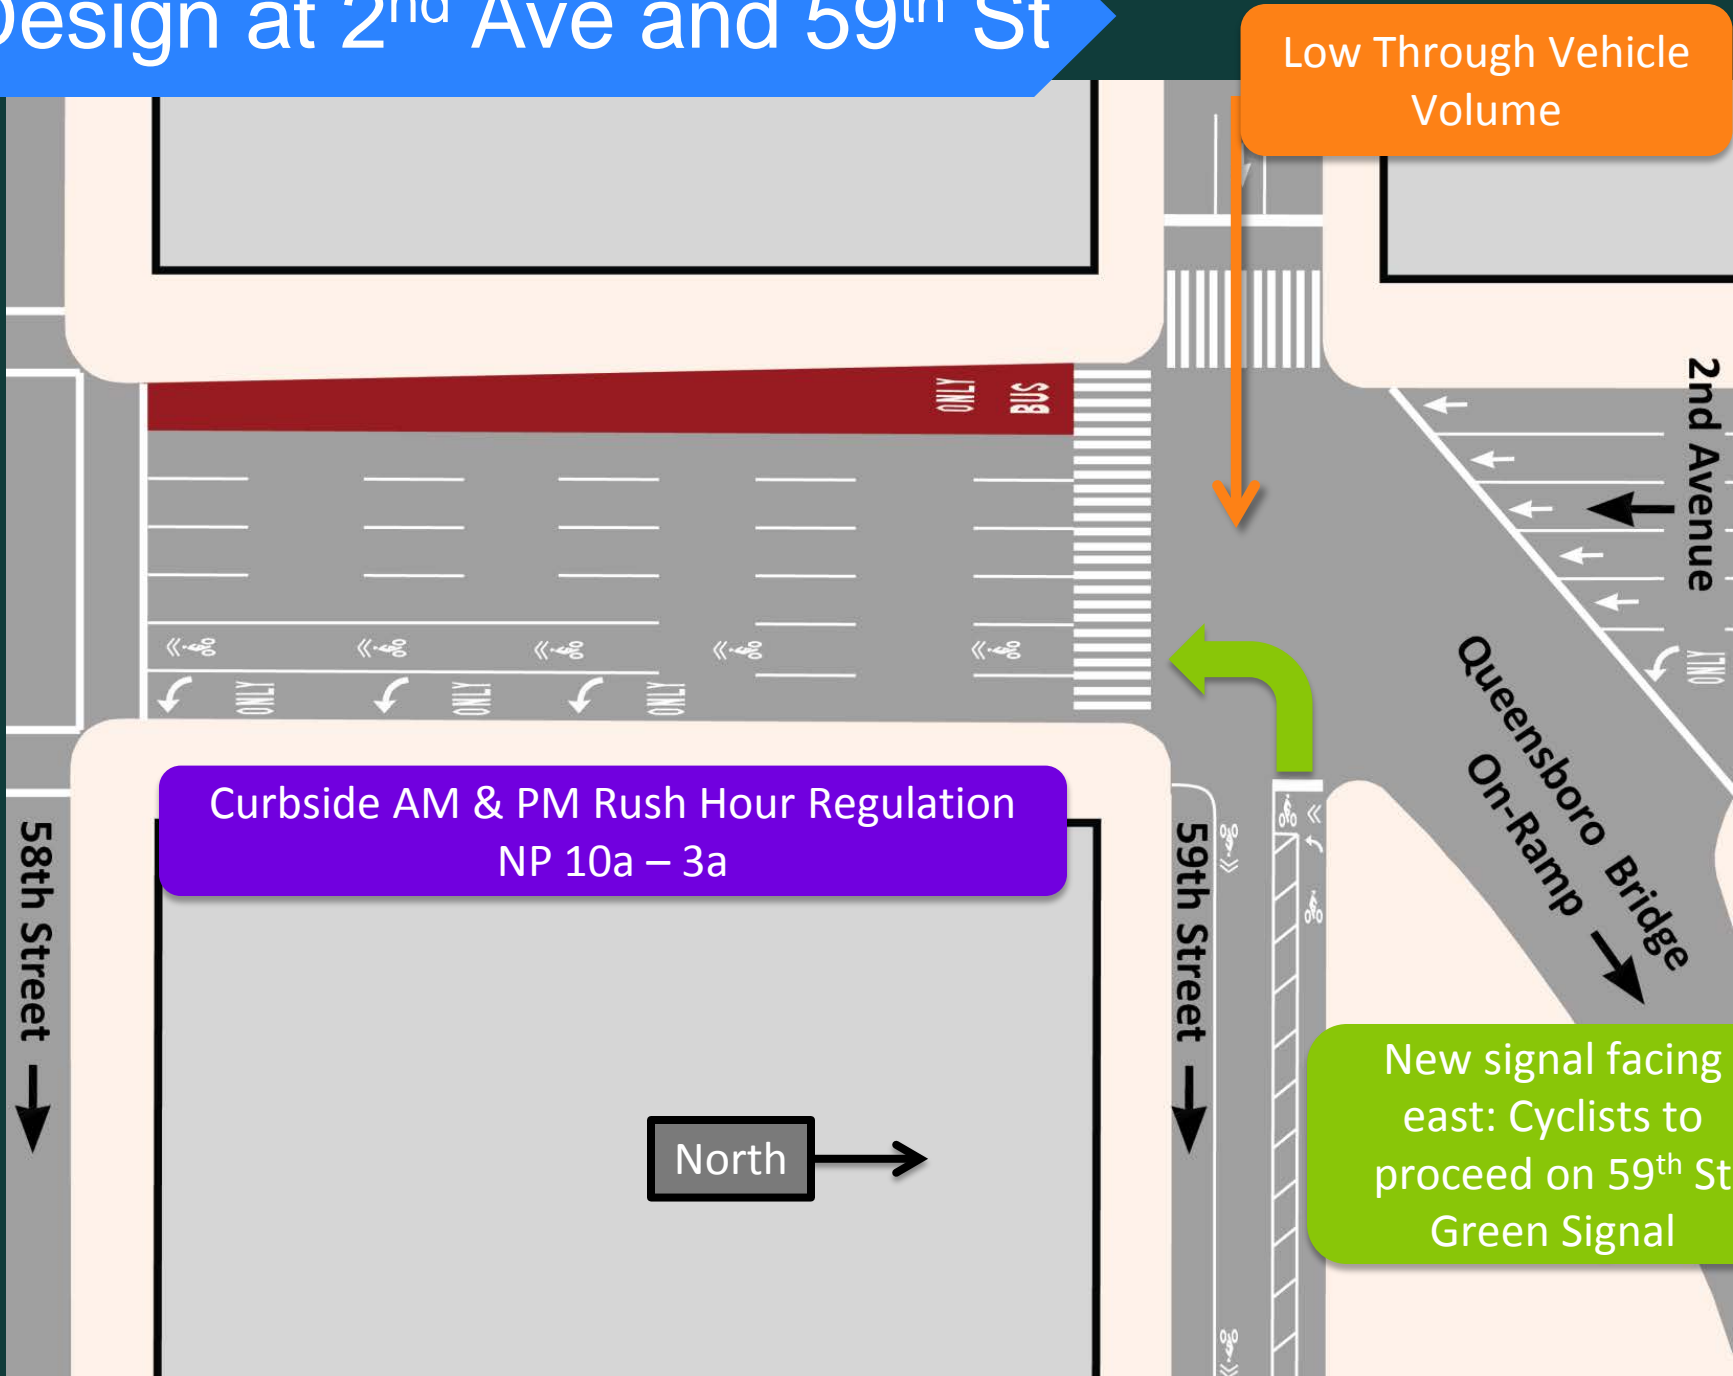 Design at 2nd Ave and 59th St
Low Through Vehicle
Volume
ONLY BUS
2nd Avenue
ONLY
ONLY
ONLY
ONLY
Queensboro Bridge
On-Ramp
Curbside AM & PM Rush Hour Regulation
NP 10a – 3a
58th Street
59th Street
North
New signal facing
east: Cyclists to
proceed on 59th St
Green Signal